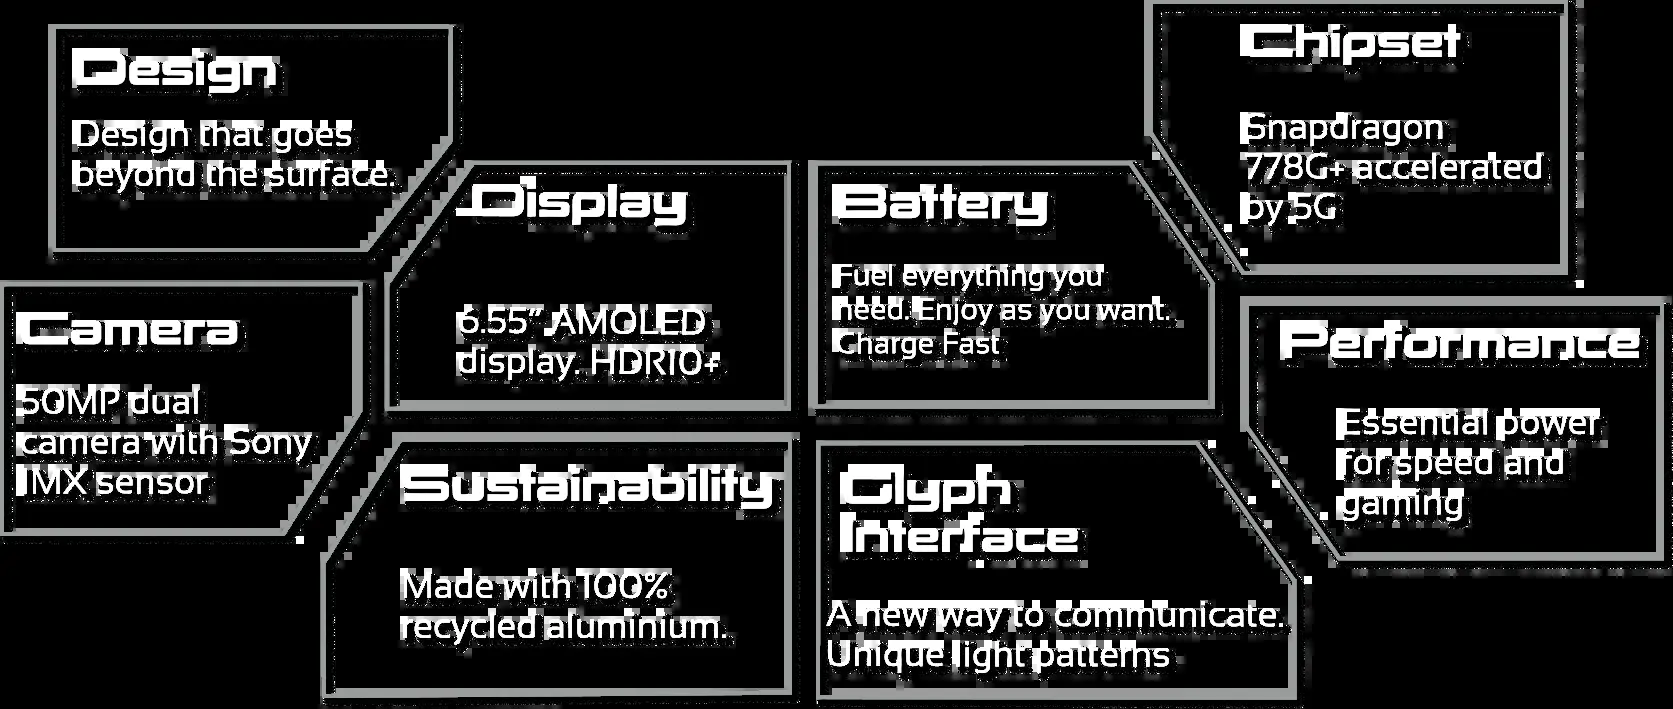 Design
Design that goes
beyond the surface.
Camera
50MP dual
camera with Sony
IMX sensor
Display
6.55” AMOLED
display. HDR10+
Sustainability
Made with 100%
recycled aluminium.
Battery
Fuel everything you
need. Enjoy as you want.
Charge Fast
Glyph
Interface
A new way to communicate.
Unique light patterns
Chipset
Snapdragon
778G+ accelerated
by 5G
Performance
Essential power
for speed and
gaming